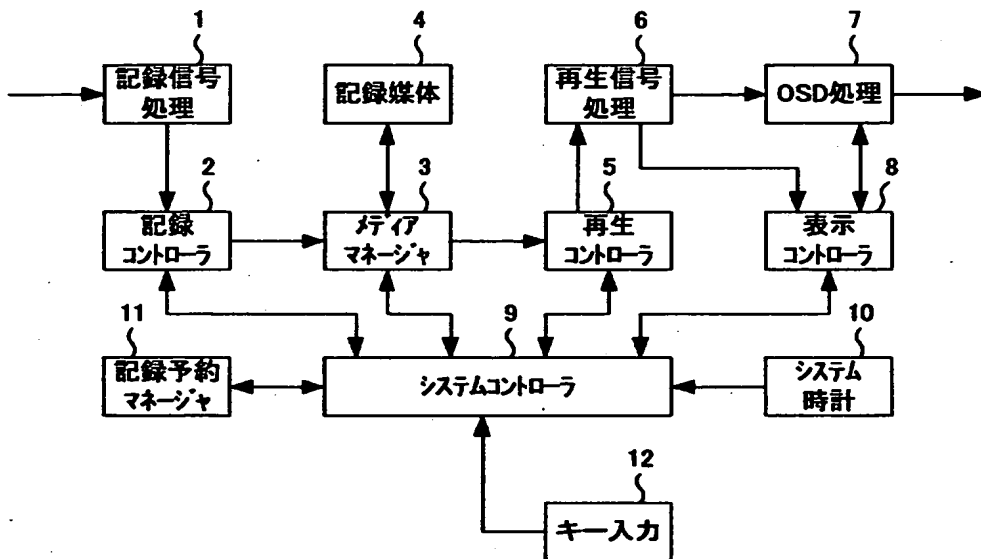 1
記録信号
処理
4
記録媒体
6
再生信号
処理
7
OSD処理
2
記録
コントローラ
3
メディア
マネージャ
5
再生
コントローラ
8
表示
コントローラ
11
記録予約
マネージャ
9
システムコントローラ
10
システム
時計
12
キー入力